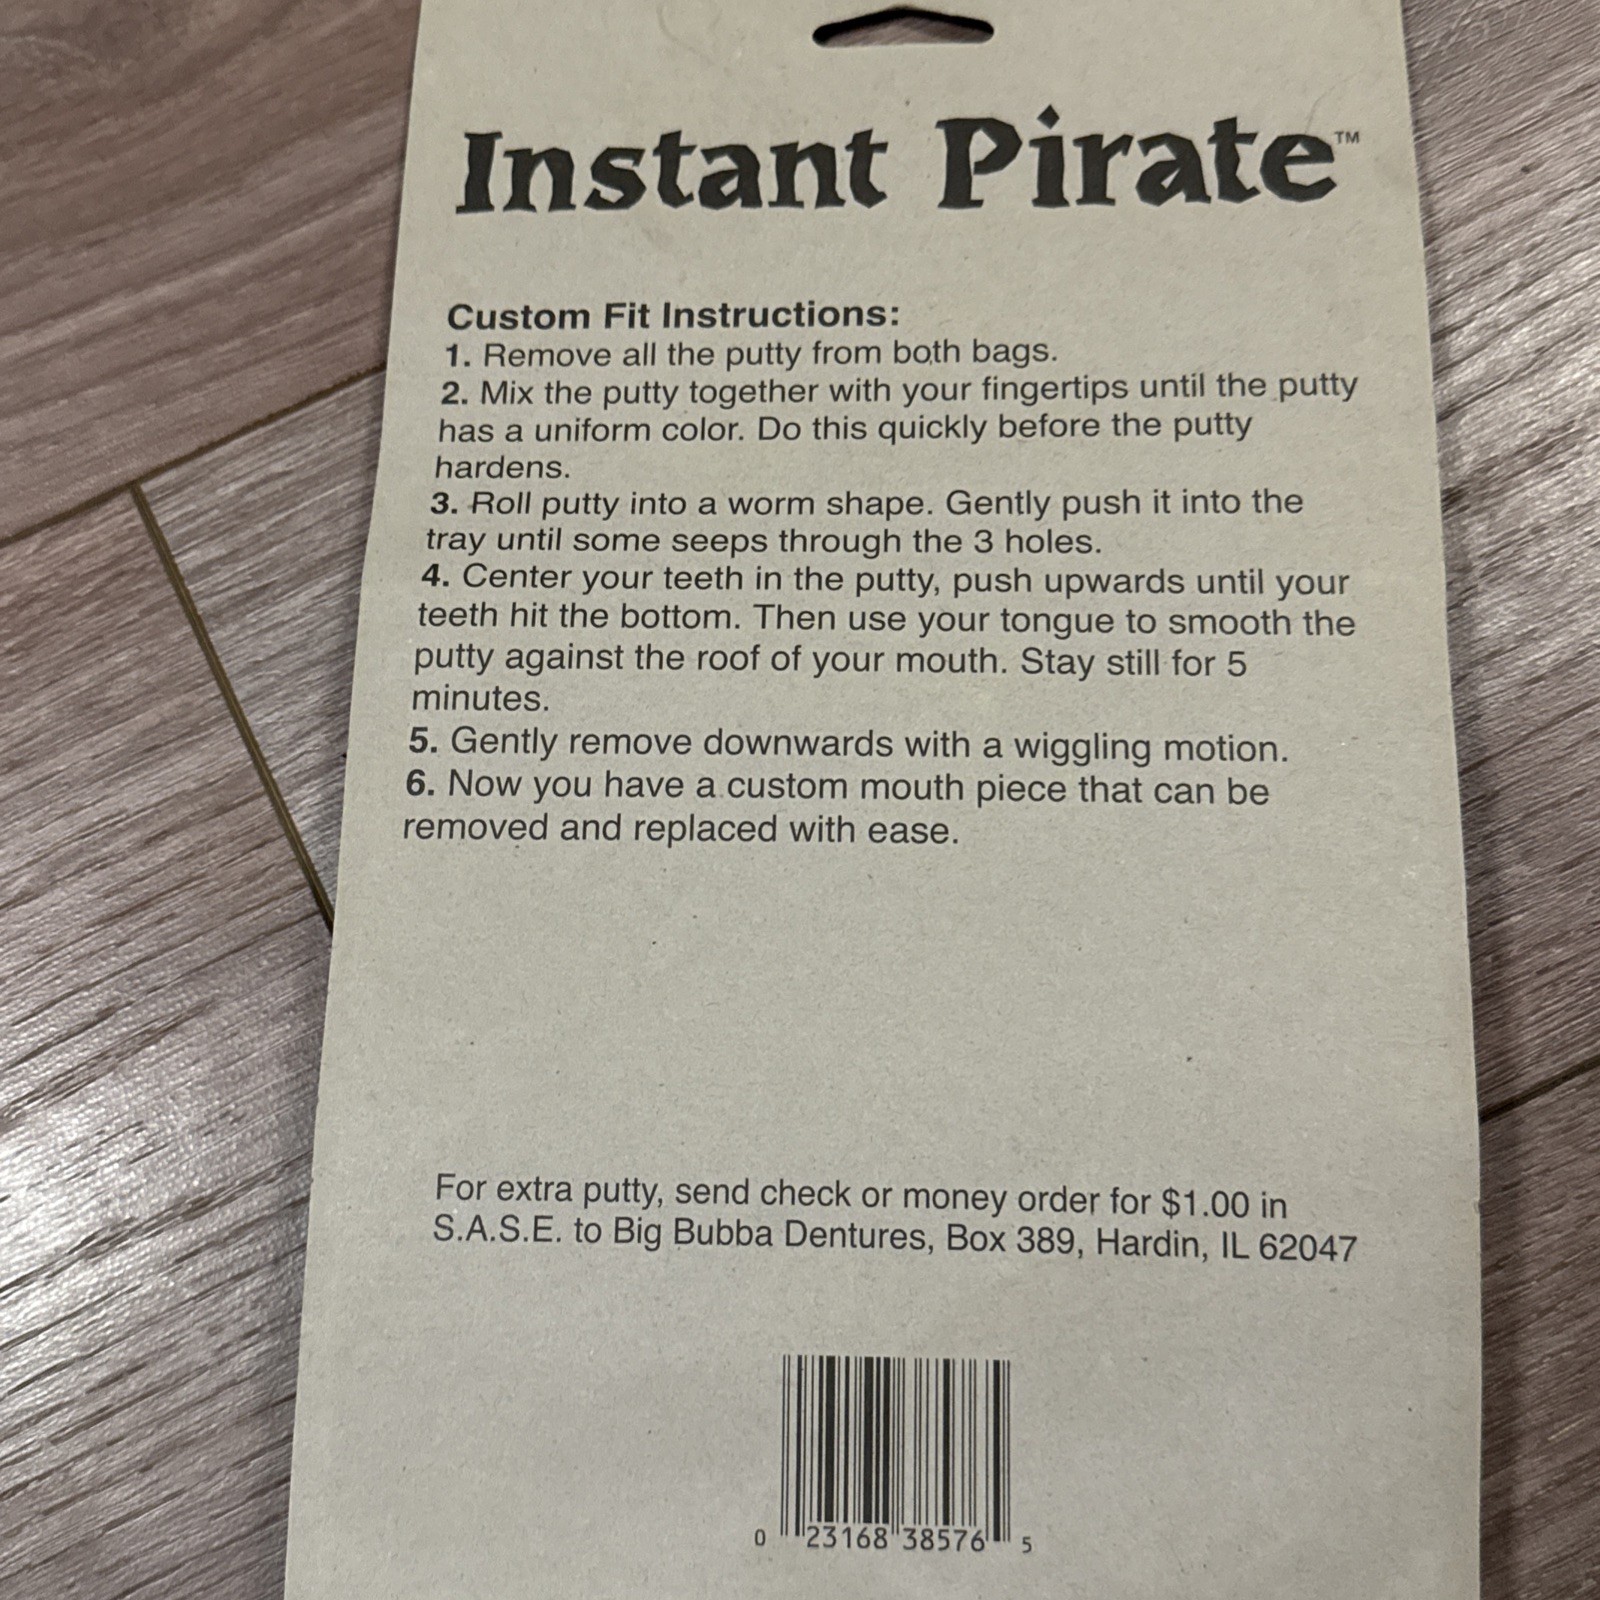 Instant Pirate™
Custom Fit Instructions:
1. Remove all the putty from both bags.
2. Mix the putty together with your fingertips until the putty
has a uniform color. Do this quickly before the putty
hardens.
3. Roll putty into a worm shape. Gently push it into the
tray until some seeps through the 3 holes.
4. Center your teeth in the putty, push upwards until your
teeth hit the bottom. Then use your tongue to smooth the
putty against the roof of your mouth. Stay still for 5
minutes.
5. Gently remove downwards with a wiggling motion.
6. Now you have a custom mouth piece that can be
removed and replaced with ease.
For extra putty, send check or money order for $1.00 in
S.A.S.E. to Big Bubba Dentures, Box 389, Hardin, IL 62047
0 23168 38576 5